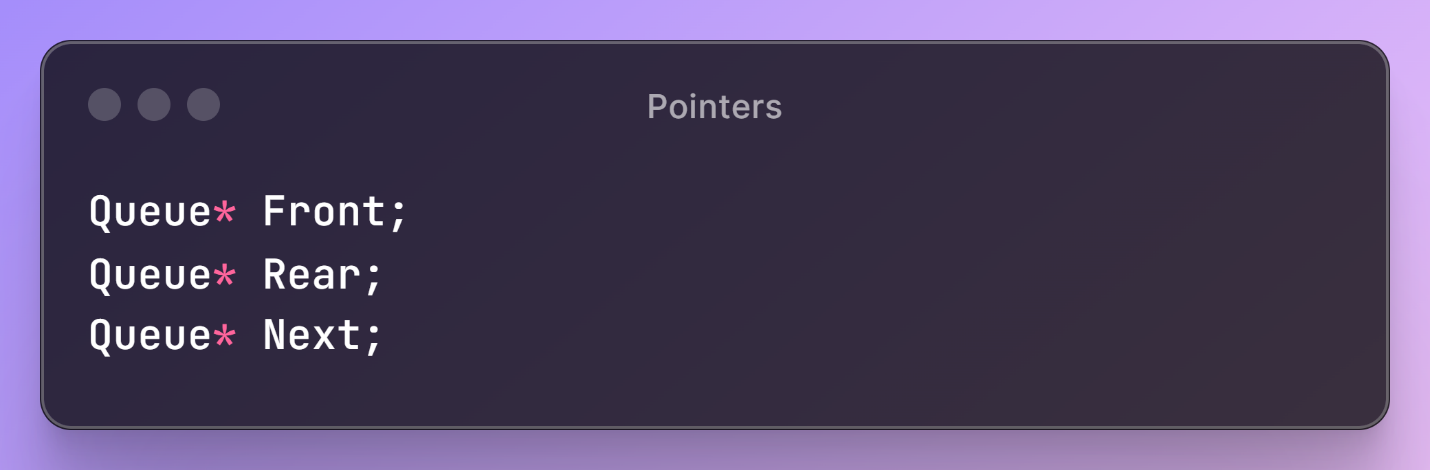 Pointers
Queue* Front;
Queue* Rear;
Queue* Next;